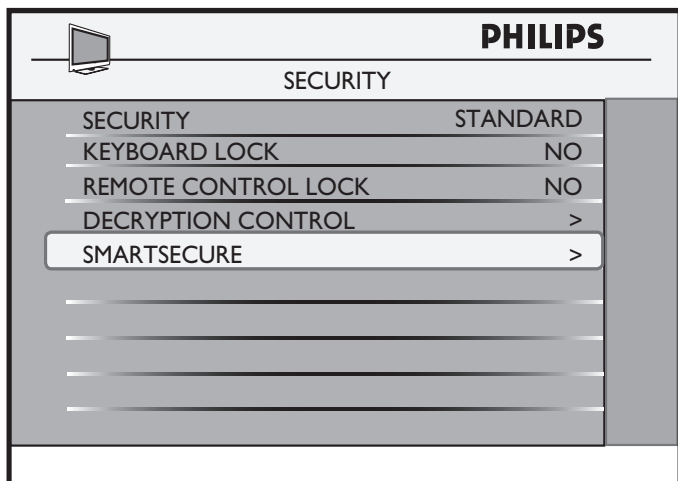 PHILIPS
SECURITY
SECURITY STANDARD
KEYBOARD LOCK NO
REMOTE CONTROL LOCK NO
DECRYPTION CONTROL >
SMARTSECURE >